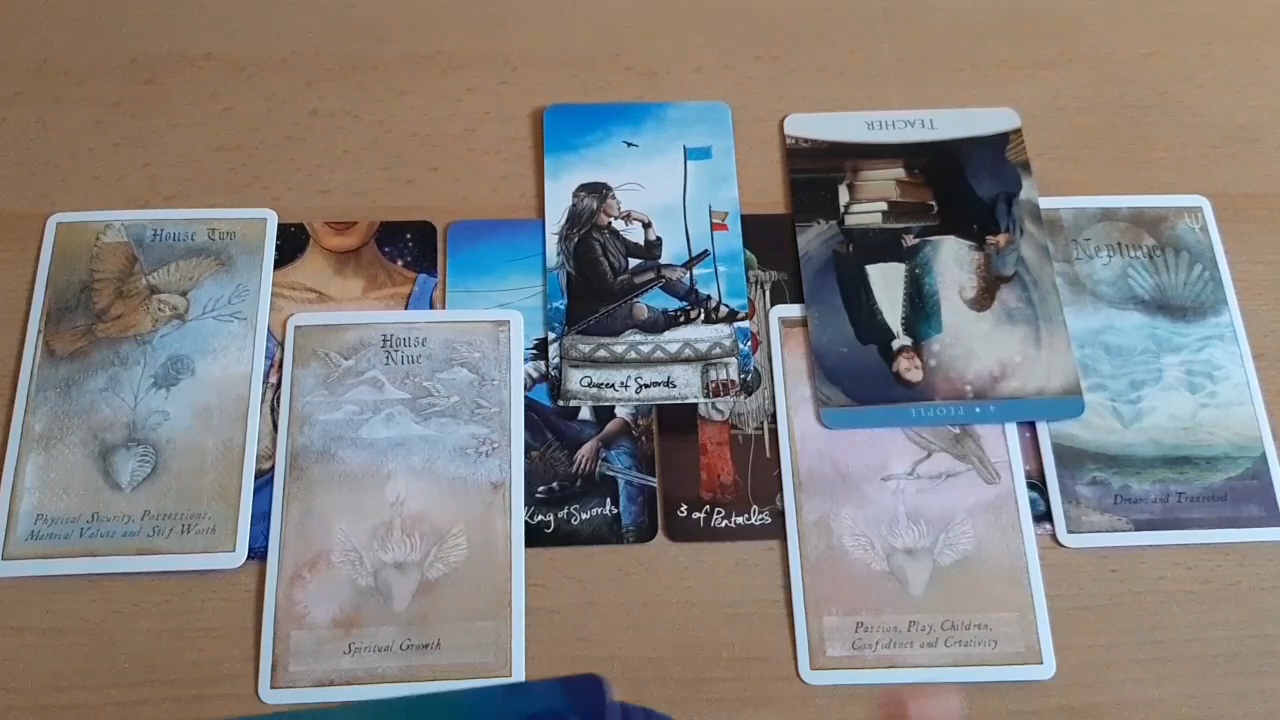 House Two
Physical Security, Possessions,
Material Values and Self-Worth
House
Nine
Spiritual Growth
King of Swords
Queen of Swords
3 of Pentacles
TEACHER
PEOPLE
Passion, Play, Children,
Confidence and Creativity
Neptune
Dream and Transcend